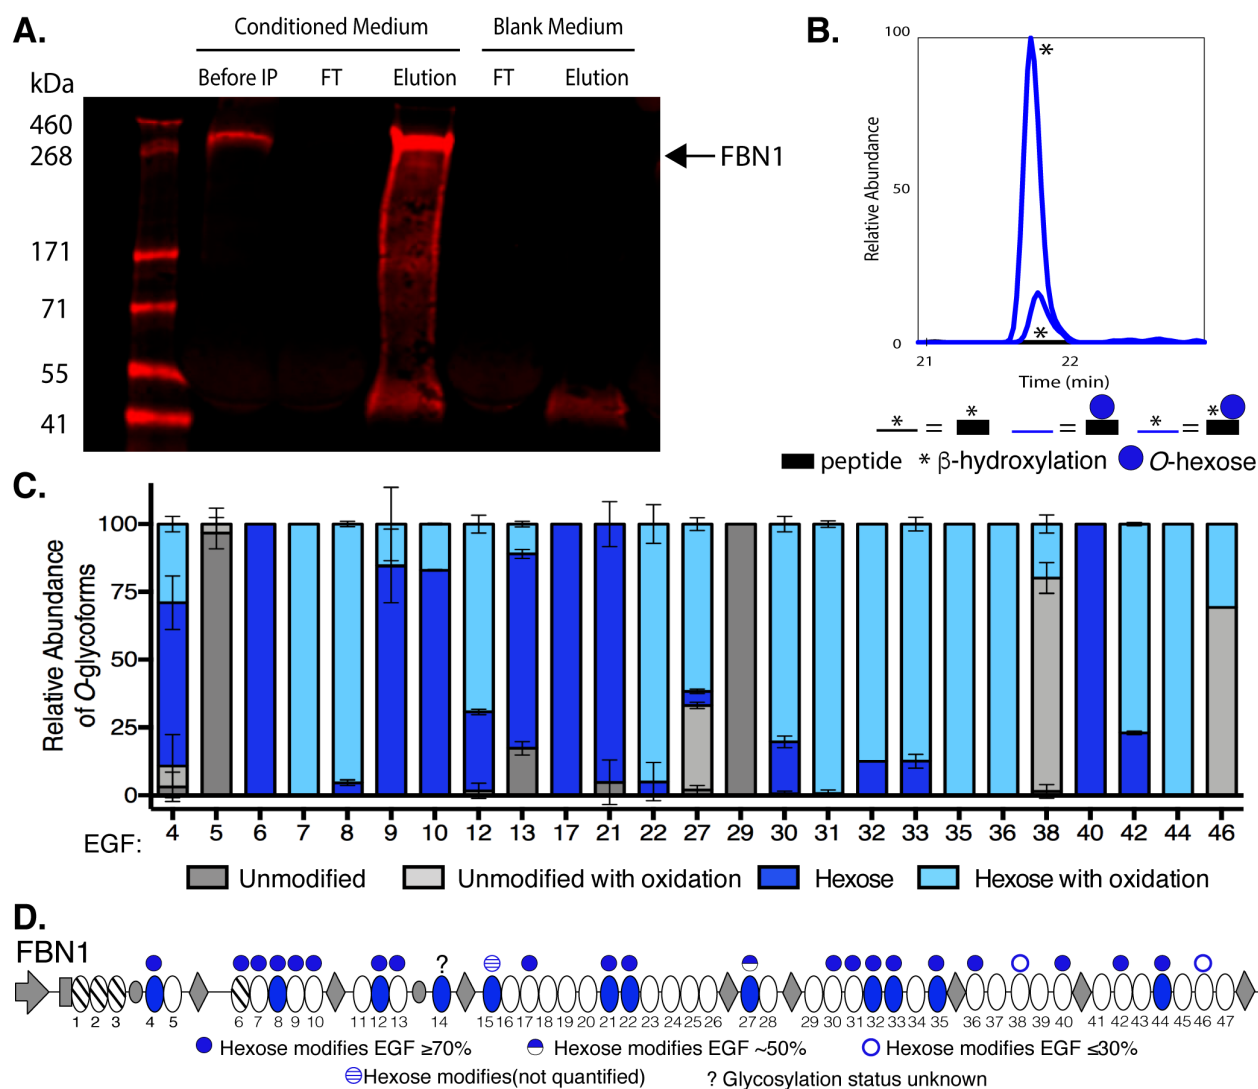 A.
Conditioned Medium Blank Medium
kDa Before IP FT Elution FT Elution
460
268
FBN1
171
71
55
41
B.
100
50
0
Relative Abundance
21 22
Time (min)
* = * = * = *
peptide * β-hydroxylation O-hexose
C.
Relative Abundance
of O-glycoforms
100
75
50
25
0
EGF: 4 5 6 7 8 9 10 12 13 17 21 22 27 29 30 31 32 33 35 36 38 40 42 44 46
Unmodified Unmodified with oxidation Hexose Hexose with oxidation
D.
FBN1
?
1 2 3 4 5 6 7 8 9 10 11 12 13 14 15 16 17 18 19 20 21 22 23 24 25 26 27 28 29 30 31 32 33 34 35 36 37 38 39 40 41 42 43 44 45 46 47
Hexose modifies EGF ≥70% Hexose modifies EGF ~50% Hexose modifies EGF ≤30%
Hexose modifies(not quantified) ? Glycosylation status unknown